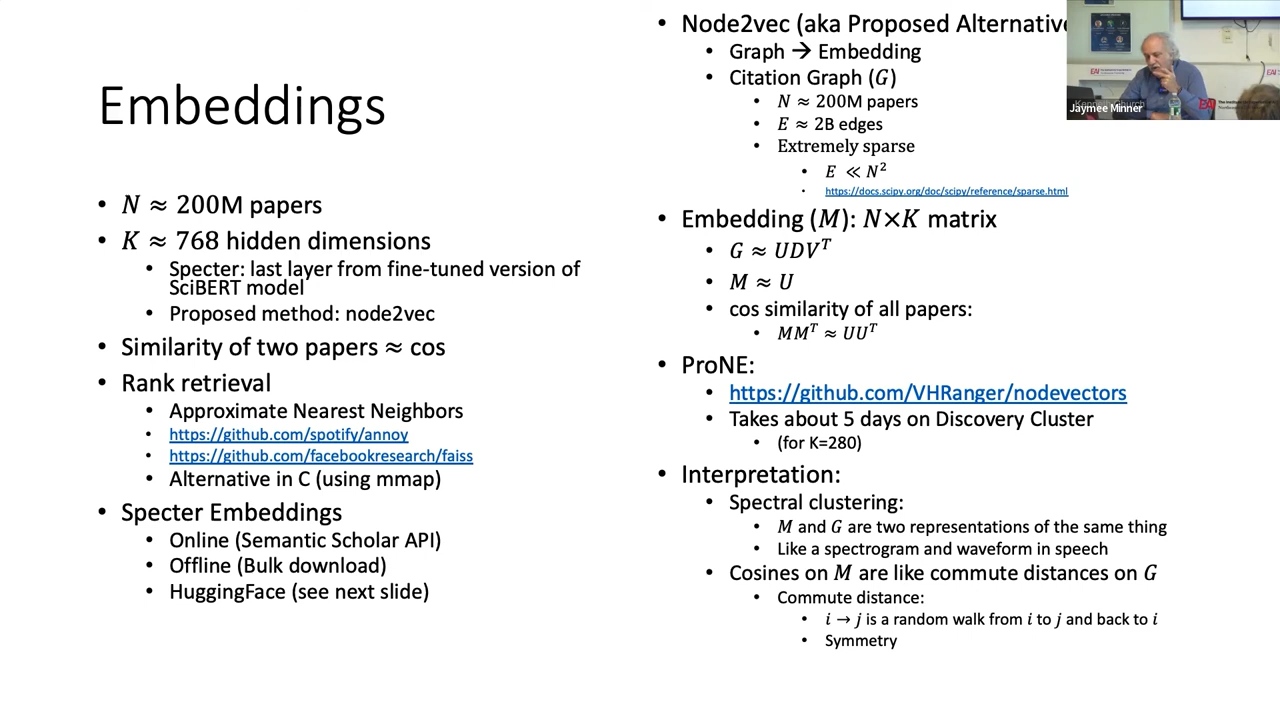 Embeddings
• N ≈ 200M papers
• K ≈ 768 hidden dimensions
• Specter: last layer from fine-tuned version of
SciBERT model
• Proposed method: node2vec
• Similarity of two papers ≈ cos
• Rank retrieval
• Approximate Nearest Neighbors
• https://github.com/spotify/annoy
• https://github.com/facebookresearch/faiss
• Alternative in C (using mmap)
• Specter Embeddings
• Online (Semantic Scholar API)
• Offline (Bulk download)
• HuggingFace (see next slide)
• Node2vec (aka Proposed Alternative
• Graph → Embedding
• Citation Graph (G)
• N ≈ 200M papers
• E ≈ 2B edges
• Extremely sparse
• E ≪ N²
• https://docs.scipy.org/doc/scipy/reference/sparse.html
• Embedding (M): N×K matrix
• G ≈ UDVᵀ
• M ≈ U
• cos similarity of all papers:
• MMᵀ ≈ UUᵀ
• ProNE:
• https://github.com/VHRanger/nodevectors
• Takes about 5 days on Discovery Cluster
• (for K=280)
• Interpretation:
• Spectral clustering:
• M and G are two representations of the same thing
• Like a spectrogram and waveform in speech
• Cosines on M are like commute distances on G
• Commute distance:
• i → j is a random walk from i to j and back to i
• Symmetry
Jaymee Minner
EAI
EAI